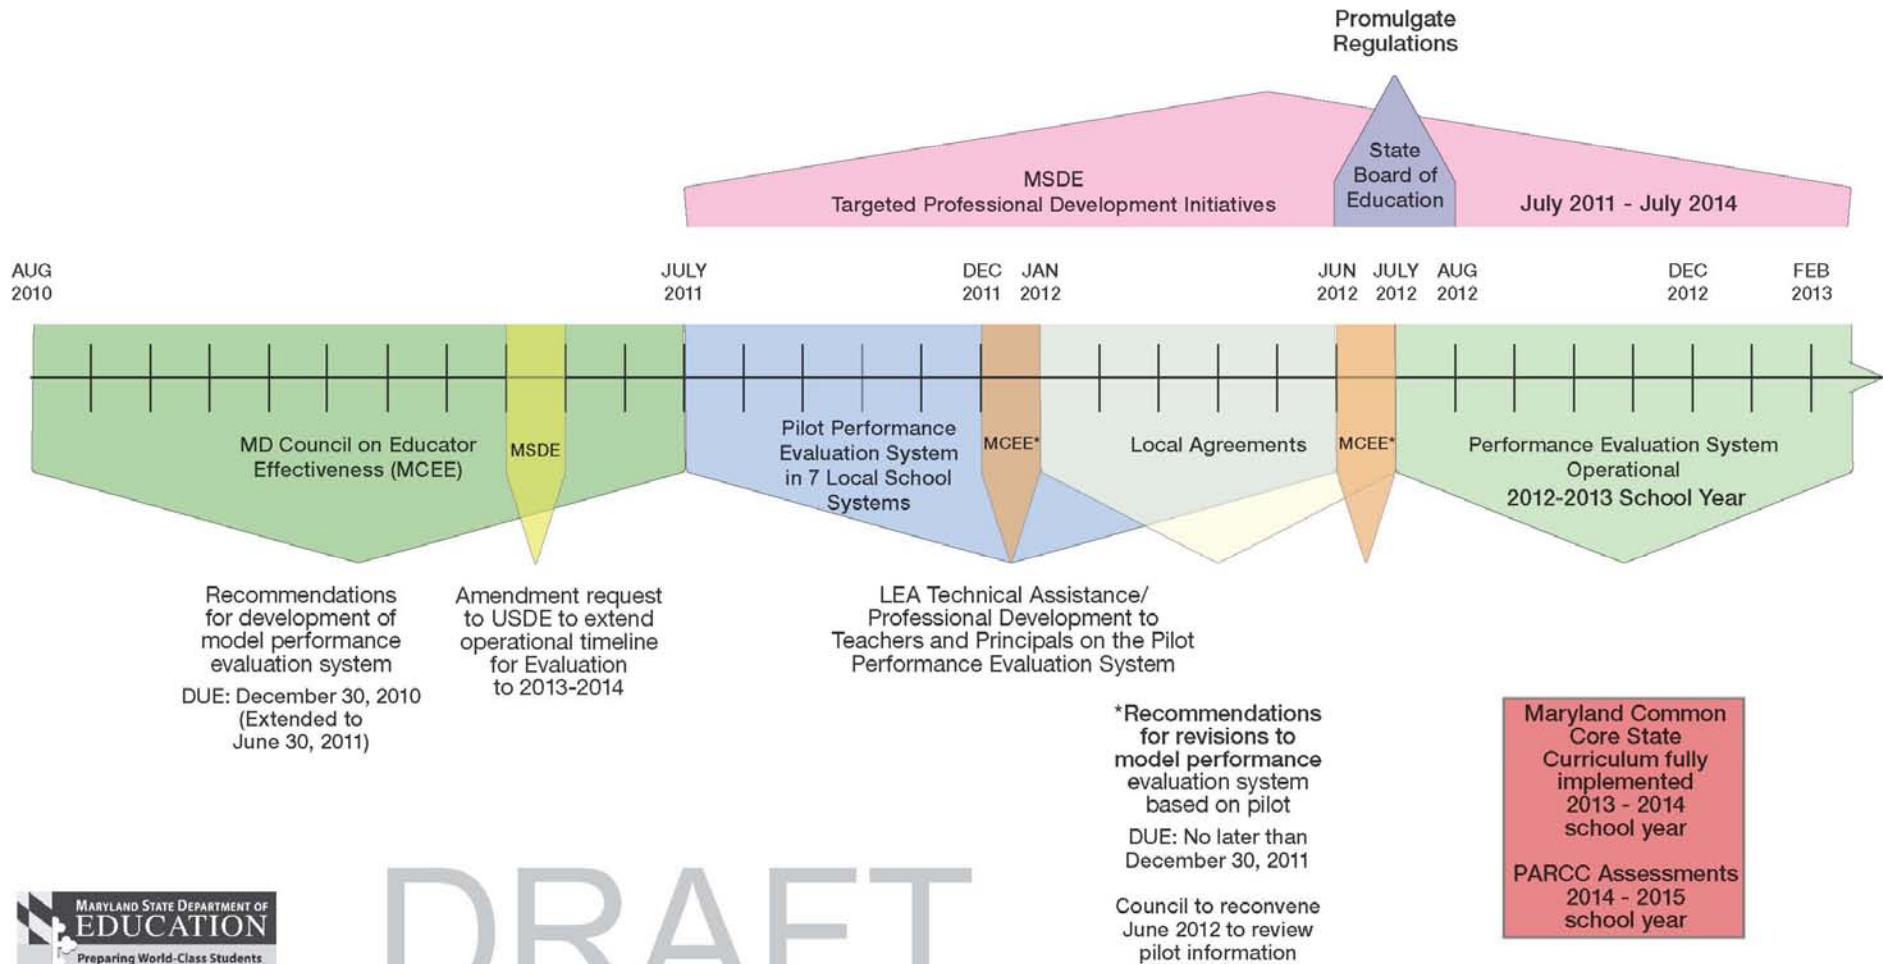 Promulgate
Regulations
State
Board of
Education
MSDE
Targeted Professional Development Initiatives
July 2011 - July 2014
AUG
2010
JULY
2011
DEC
2011
JAN
2012
JUN
2012
JULY
2012
AUG
2012
DEC
2012
FEB
2013
MD Council on Educator
Effectiveness (MCEE)
MSDE
Pilot Performance
Evaluation System
in 7 Local School
Systems
MCEE*
Local Agreements
MCEE*
Performance Evaluation System
Operational
2012-2013 School Year
Recommendations
for development of
model performance
evaluation system
DUE: December 30, 2010
(Extended to
June 30, 2011)
Amendment request
to USDE to extend
operational timeline
for Evaluation
to 2013-2014
LEA Technical Assistance/
Professional Development to
Teachers and Principals on the Pilot
Performance Evaluation System
*Recommendations
for revisions to
model performance
evaluation system
based on pilot
DUE: No later than
December 30, 2011
Council to reconvene
June 2012 to review
pilot information
Maryland Common
Core State
Curriculum fully
implemented
2013 - 2014
school year
PARCC Assessments
2014 - 2015
school year
MARYLAND STATE DEPARTMENT OF
EDUCATION
Preparing World-Class Students
DRAFT